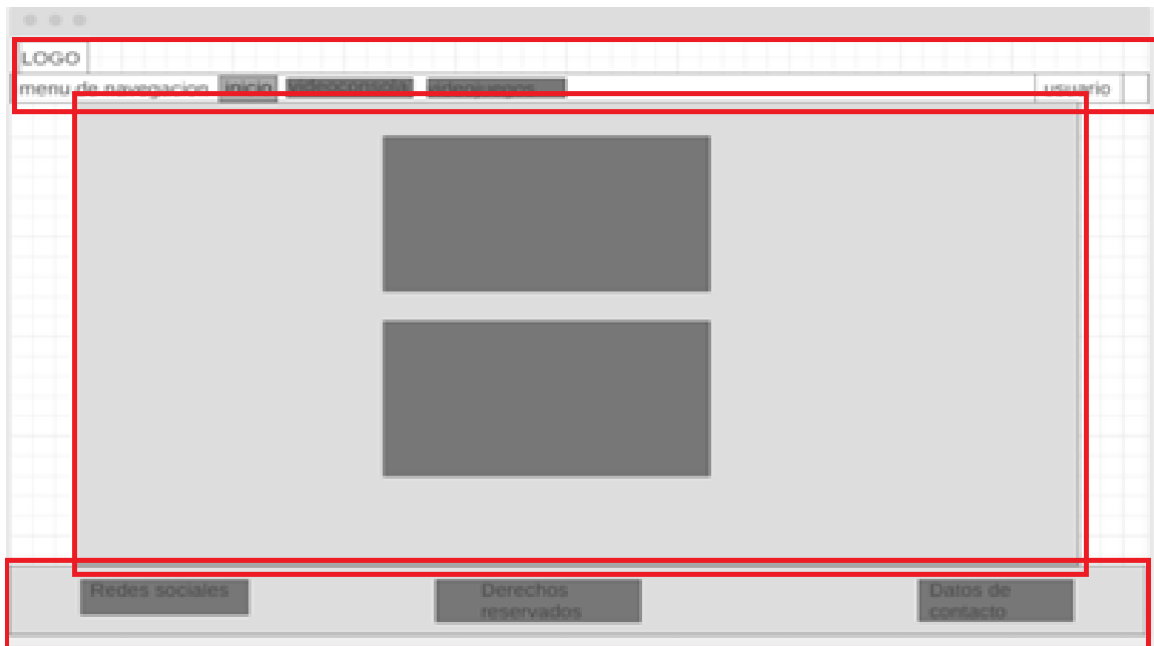 LOGO
menu de navegacion inicio videoconsola videojuegos usuario
Redes sociales Derechos Datos de
reservados contacto